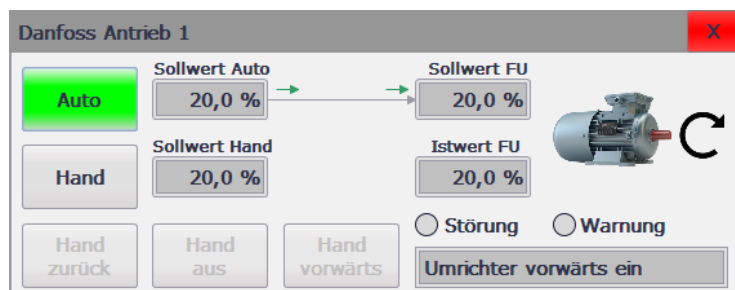 Danfoss Antrieb 1
X
Auto
Sollwert Auto
20,0 %
Sollwert FU
20,0 %
Hand
Sollwert Hand
20,0 %
Istwert FU
20,0 %
Störung
Warnung
Hand
zurück
Hand
aus
Hand
vorwärts
Umrichter vorwärts ein